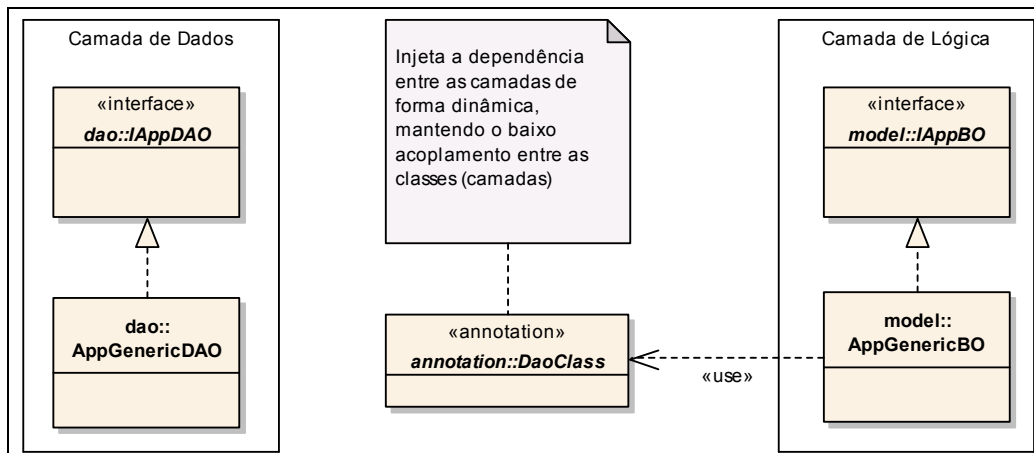 Camada de Dados
«interface»
dao::IAppDAO
dao::
AppGenericDAO
Injeta a dependência
entre as camadas de
forma dinâmica,
mantendo o baixo
acoplamento entre as
classes (camadas)
«annotation»
annotation::DaoClass
«use»
Camada de Lógica
«interface»
model::IAppBO
model::
AppGenericBO